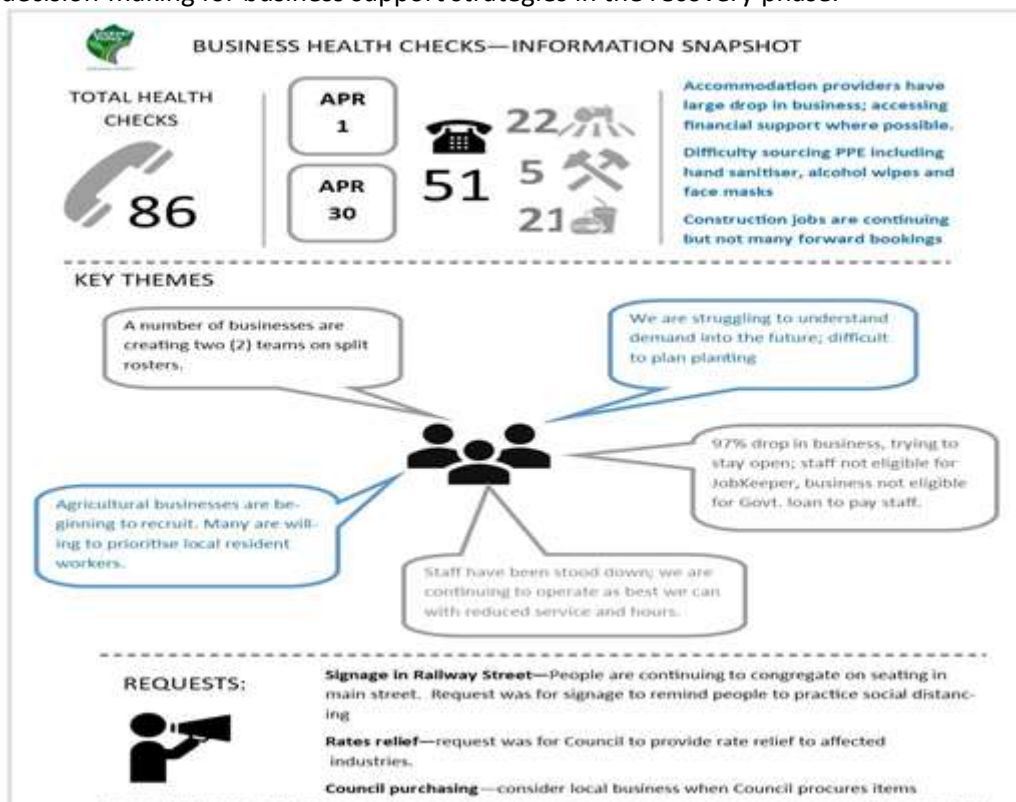 decision-making for business support strategies in the recovery phase.
BUSINESS HEALTH CHECKS—INFORMATION SNAPSHOT
TOTAL HEALTH
CHECKS
86
APR
1
APR
30
51
22
5
21
Accommodation providers have
large drop in business; accessing
financial support where possible.
Difficulty sourcing PPE including
hand sanitiser, alcohol wipes and
face masks
Construction jobs are continuing
but not many forward bookings
KEY THEMES
A number of businesses are
creating two (2) teams on split
rosters.
We are struggling to understand
demand into the future; difficult
to plan planting
97% drop in business, trying to
stay open; staff not eligible for
JobKeeper, business not eligible
for Govt. loan to pay staff.
Agricultural businesses are be-
ginning to recruit. Many are will-
ing to prioritise local resident
workers.
Staff have been stood down; we are
continuing to operate as best we can
with reduced service and hours.
REQUESTS:
Signage in Railway Street—People are continuing to congregate on seating in
main street. Request was for signage to remind people to practice social distanc-
ing
Rates relief—request was for Council to provide rate relief to affected
industries.
Council purchasing—consider local business when Council procures items